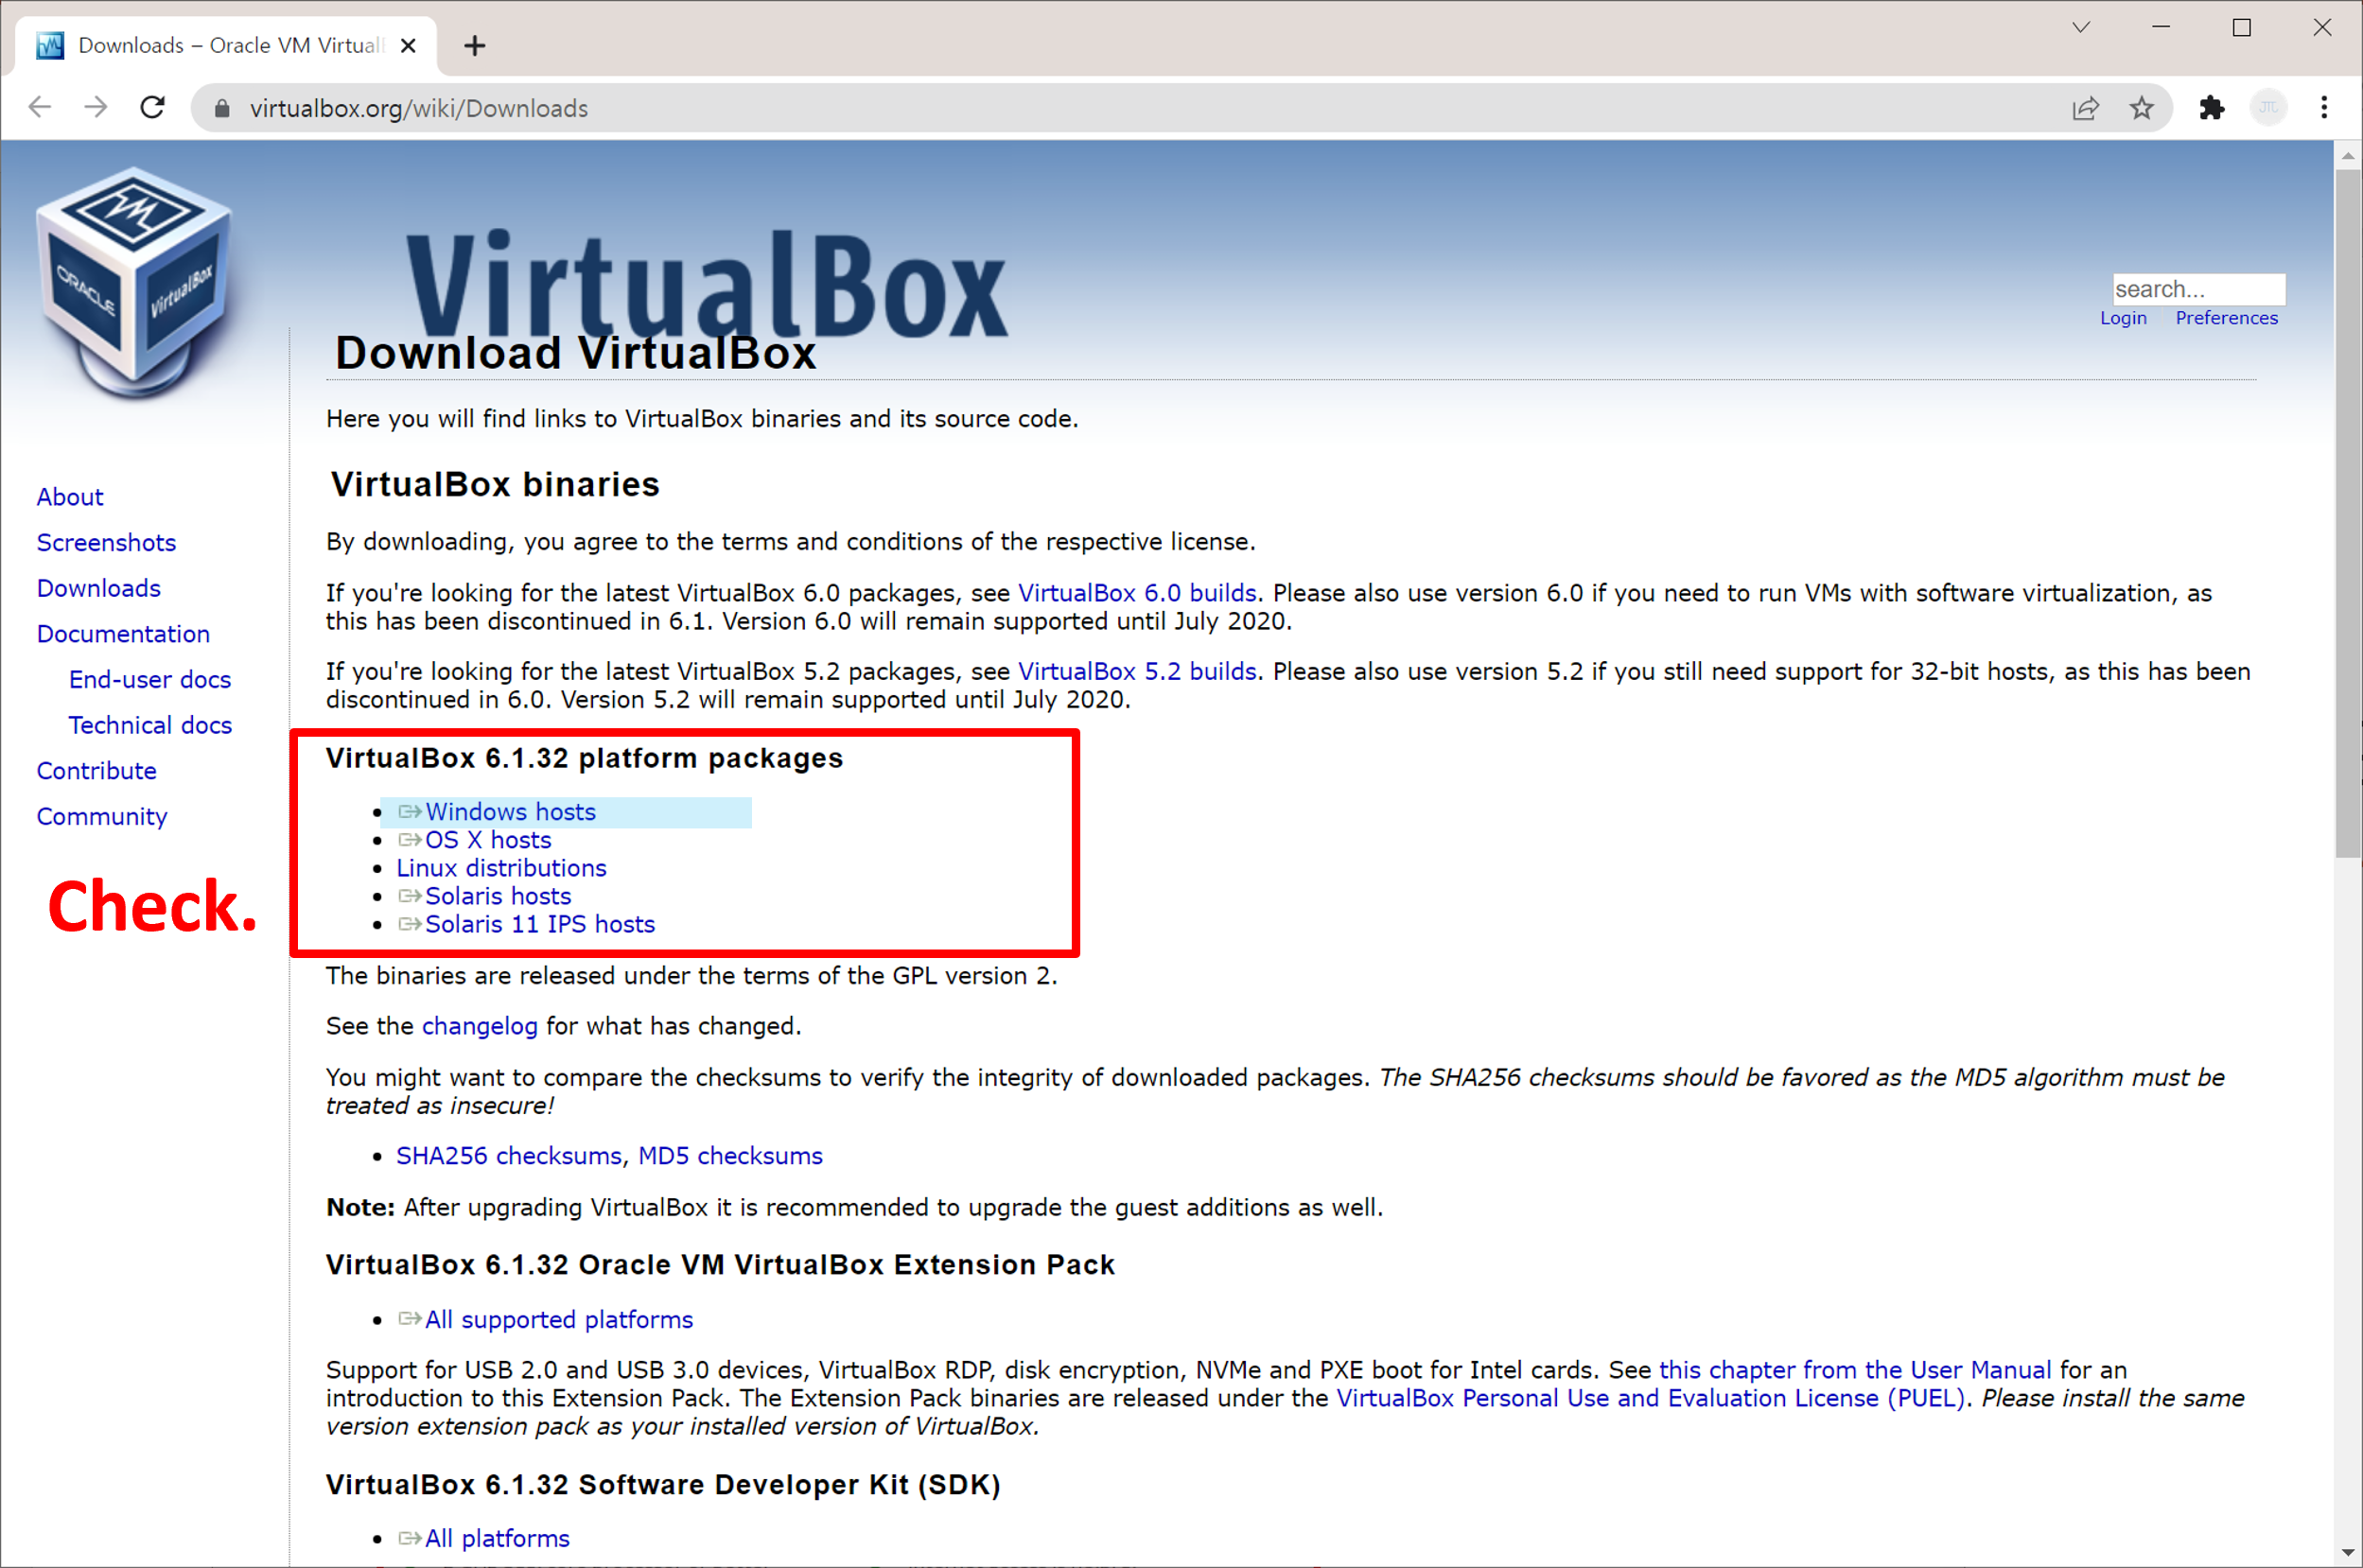 Downloads – Oracle VM Virtual
virtualbox.org/wiki/Downloads
ORACLE
VirtualBox
VirtualBox
search...
Login Preferences
Download VirtualBox
Here you will find links to VirtualBox binaries and its source code.
VirtualBox binaries
About
Screenshots
Downloads
Documentation
End-user docs
Technical docs
Contribute
Community
Check.
By downloading, you agree to the terms and conditions of the respective license.
If you're looking for the latest VirtualBox 6.0 packages, see VirtualBox 6.0 builds. Please also use version 6.0 if you need to run VMs with software virtualization, as
this has been discontinued in 6.1. Version 6.0 will remain supported until July 2020.
If you're looking for the latest VirtualBox 5.2 packages, see VirtualBox 5.2 builds. Please also use version 5.2 if you still need support for 32-bit hosts, as this has been
discontinued in 6.0. Version 5.2 will remain supported until July 2020.
VirtualBox 6.1.32 platform packages
• Windows hosts
• OS X hosts
• Linux distributions
• Solaris hosts
• Solaris 11 IPS hosts
The binaries are released under the terms of the GPL version 2.
See the changelog for what has changed.
You might want to compare the checksums to verify the integrity of downloaded packages. The SHA256 checksums should be favored as the MD5 algorithm must be
treated as insecure!
• SHA256 checksums, MD5 checksums
Note: After upgrading VirtualBox it is recommended to upgrade the guest additions as well.
VirtualBox 6.1.32 Oracle VM VirtualBox Extension Pack
• All supported platforms
Support for USB 2.0 and USB 3.0 devices, VirtualBox RDP, disk encryption, NVMe and PXE boot for Intel cards. See this chapter from the User Manual for an
introduction to this Extension Pack. The Extension Pack binaries are released under the VirtualBox Personal Use and Evaluation License (PUEL). Please install the same
version extension pack as your installed version of VirtualBox.
VirtualBox 6.1.32 Software Developer Kit (SDK)
• All platforms